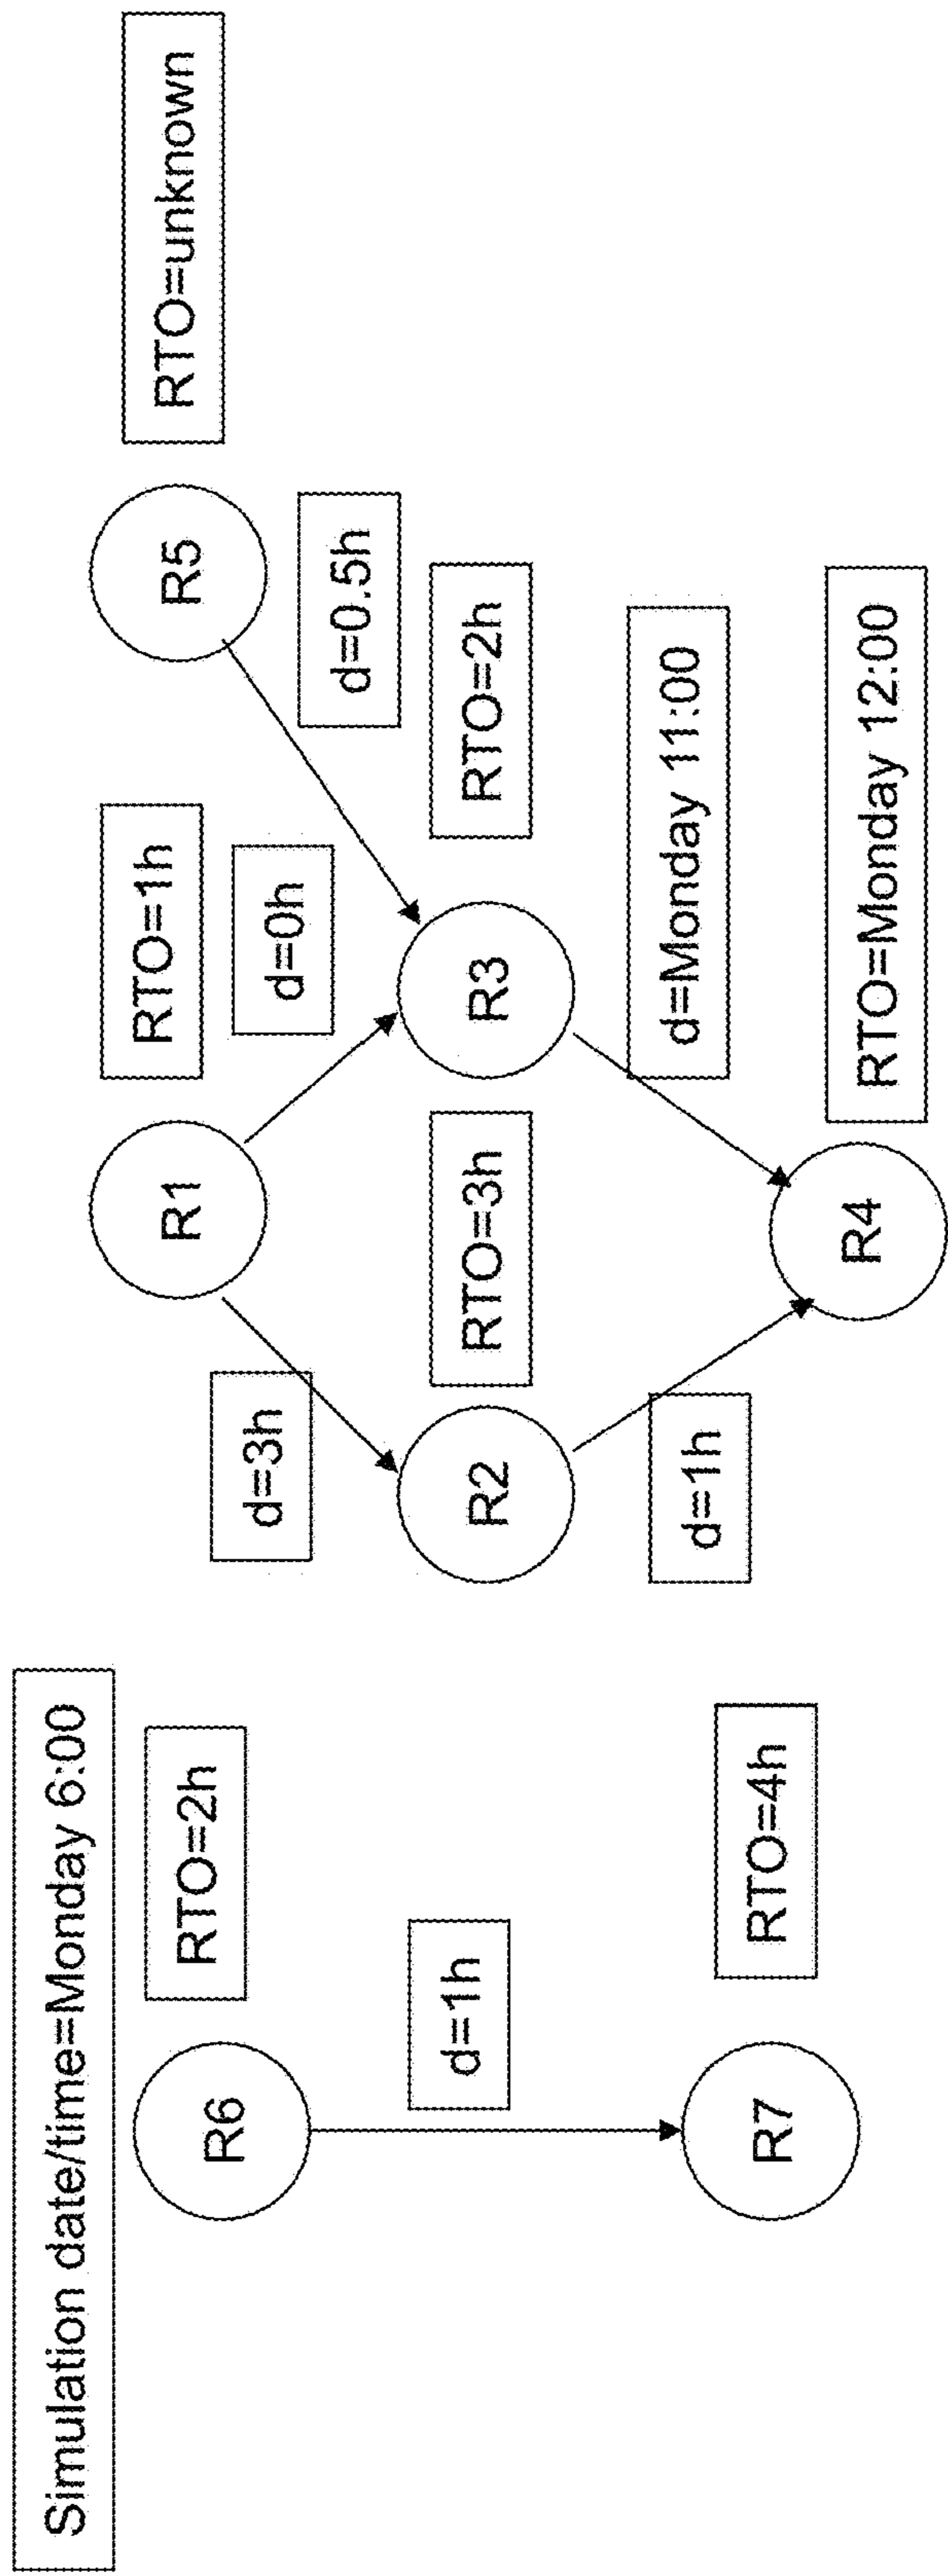 Simulation date/time=Monday 6:00
R6
RTO=2h
d=1h
R7
RTO=4h
R1
RTO=1h
R5
RTO=unknown
d=3h
d=0h
d=0.5h
R2
RTO=3h
R3
RTO=2h
d=1h
d=Monday 11:00
R4
RTO=Monday 12:00